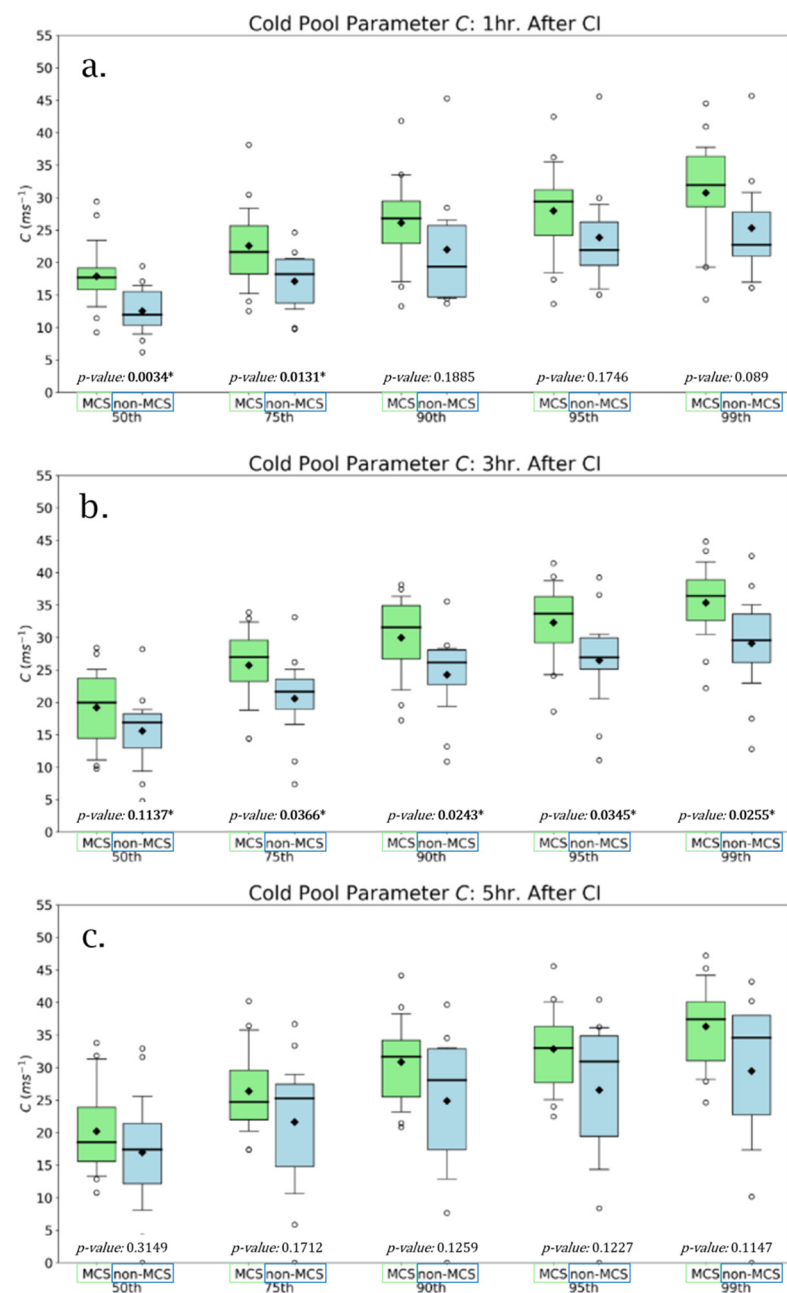 Cold Pool Parameter C: 1hr. After CI
a.
55
50
45
40
35
30
25
20
15
10
5
0
C (ms⁻¹)
p-value: 0.0034* p-value: 0.0131* p-value: 0.1885 p-value: 0.1746 p-value: 0.089
MCS non-MCS MCS non-MCS MCS non-MCS MCS non-MCS MCS non-MCS
50th 75th 90th 95th 99th
Cold Pool Parameter C: 3hr. After CI
b.
55
50
45
40
35
30
25
20
15
10
5
0
C (ms⁻¹)
p-value: 0.1137* p-value: 0.0366* p-value: 0.0243* p-value: 0.0345* p-value: 0.0255*
MCS non-MCS MCS non-MCS MCS non-MCS MCS non-MCS MCS non-MCS
50th 75th 90th 95th 99th
Cold Pool Parameter C: 5hr. After CI
c.
55
50
45
40
35
30
25
20
15
10
5
0
C (ms⁻¹)
p-value: 0.3149 p-value: 0.1712 p-value: 0.1259 p-value: 0.1227 p-value: 0.1147
MCS non-MCS MCS non-MCS MCS non-MCS MCS non-MCS MCS non-MCS
50th 75th 90th 95th 99th